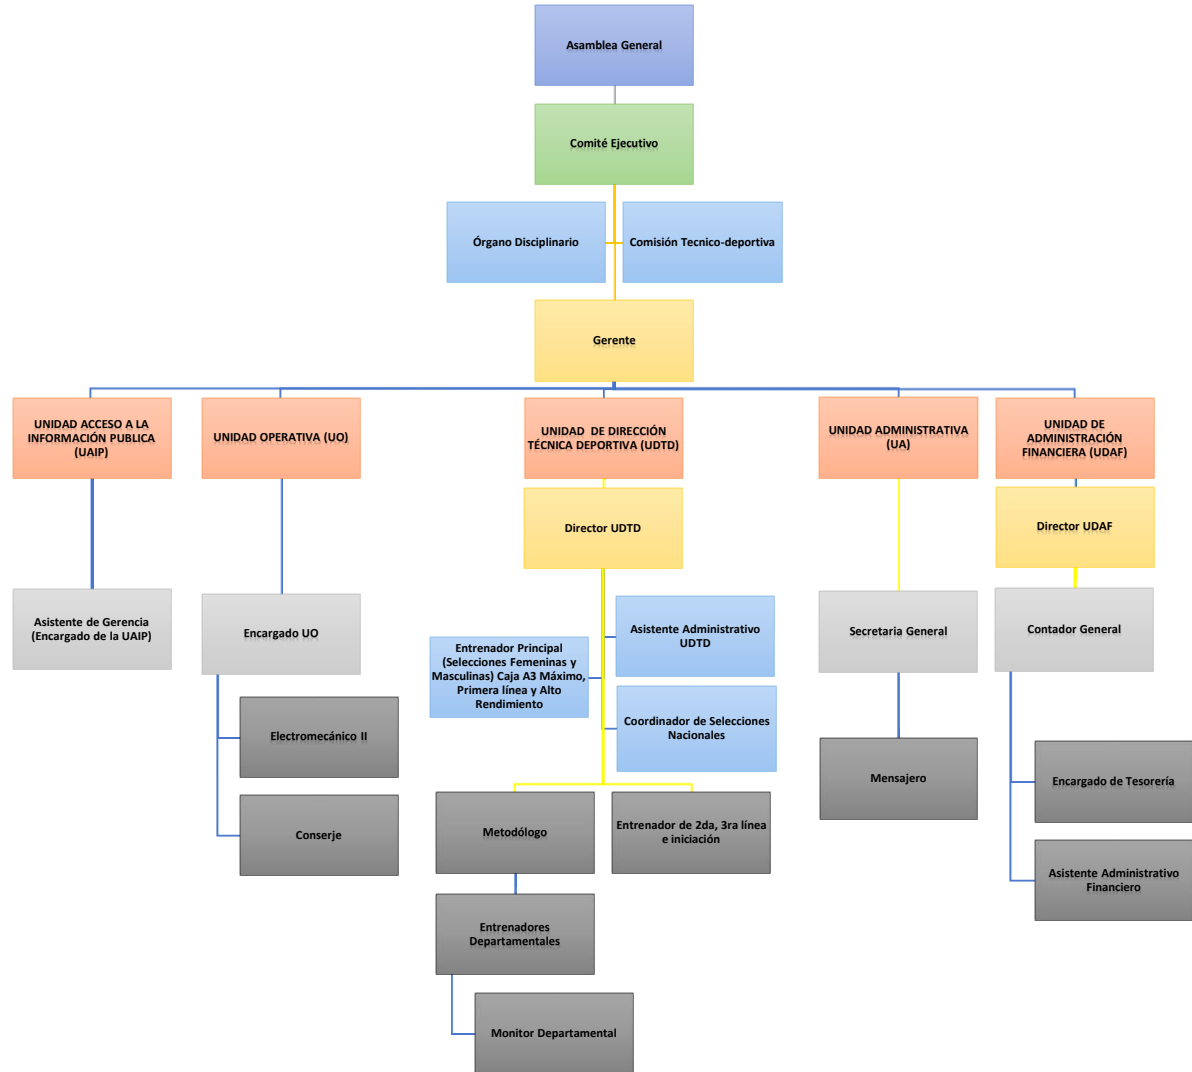 Asamblea General
Comité Ejecutivo
Órgano Disciplinario
Comisión Tecnico-deportiva
Gerente
UNIDAD ACCESO A LA
INFORMACIÓN PUBLICA
(UAIP)
UNIDAD OPERATIVA (UO)
UNIDAD DE DIRECCIÓN
TÉCNICA DEPORTIVA (UDTD)
UNIDAD ADMINISTRATIVA
(UA)
UNIDAD DE
ADMINISTRACIÓN
FINANCIERA (UDAF)
Director UDTD
Director UDAF
Asistente de Gerencia
(Encargado de la UAIP)
Encargado UO
Asistente Administrativo
UDTD
Secretaria General
Contador General
Entrenador Principal
(Selecciones Femeninas y
Masculinas) Caja A3 Máximo,
Primera línea y Alto
Rendimiento
Coordinador de Selecciones
Nacionales
Electromecánico II
Mensajero
Encargado de Tesorería
Conserje
Metodólogo
Entrenador de 2da, 3ra línea
e iniciación
Asistente Administrativo
Financiero
Entrenadores
Departamentales
Monitor Departamental